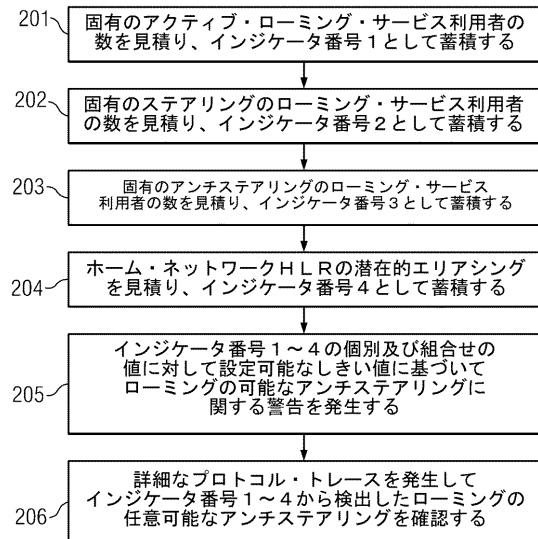 201
固有のアクティブ・ローミング・サービス利用者の
数を見積り、インジケータ番号1として蓄積する
202
固有のステアリングのローミング・サービス利用者
の数を見積り、インジケータ番号2として蓄積する
203
固有のアンチステアリングのローミング・サービス
利用者の数を見積り、インジケータ番号3として蓄積する
204
ホーム・ネットワークHLRの潜在的エリアシング
を見積り、インジケータ番号4として蓄積する
205
インジケータ番号1～4の個別及び組合せの
値に対して設定可能なしきい値に基づいて
ローミングの可能なアンチステアリングに
関する警告を発生する
206
詳細なプロトコル・トレースを発生して
インジケータ番号1～4から検出したローミングの
任意可能なアンチステアリングを確認する